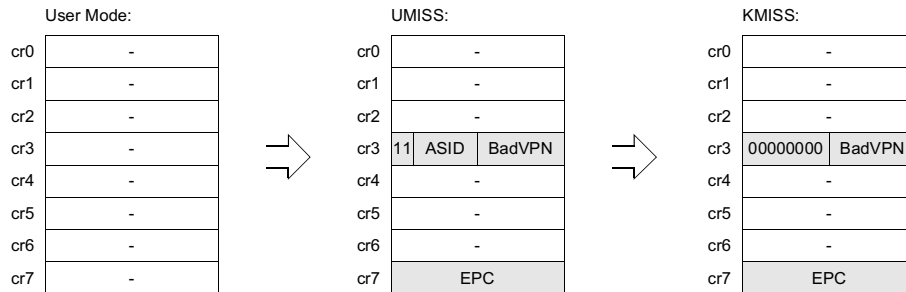 User Mode: UMISS: KMISS:
cr0 - cr0 - cr0 -
cr1 - cr1 - cr1 -
cr2 - cr2 - cr2 -
cr3 - cr3 11 ASID BadVPN cr3 00000000 BadVPN
cr4 - cr4 - cr4 -
cr5 - cr5 - cr5 -
cr6 - cr6 - cr6 -
cr7 - cr7 EPC cr7 EPC